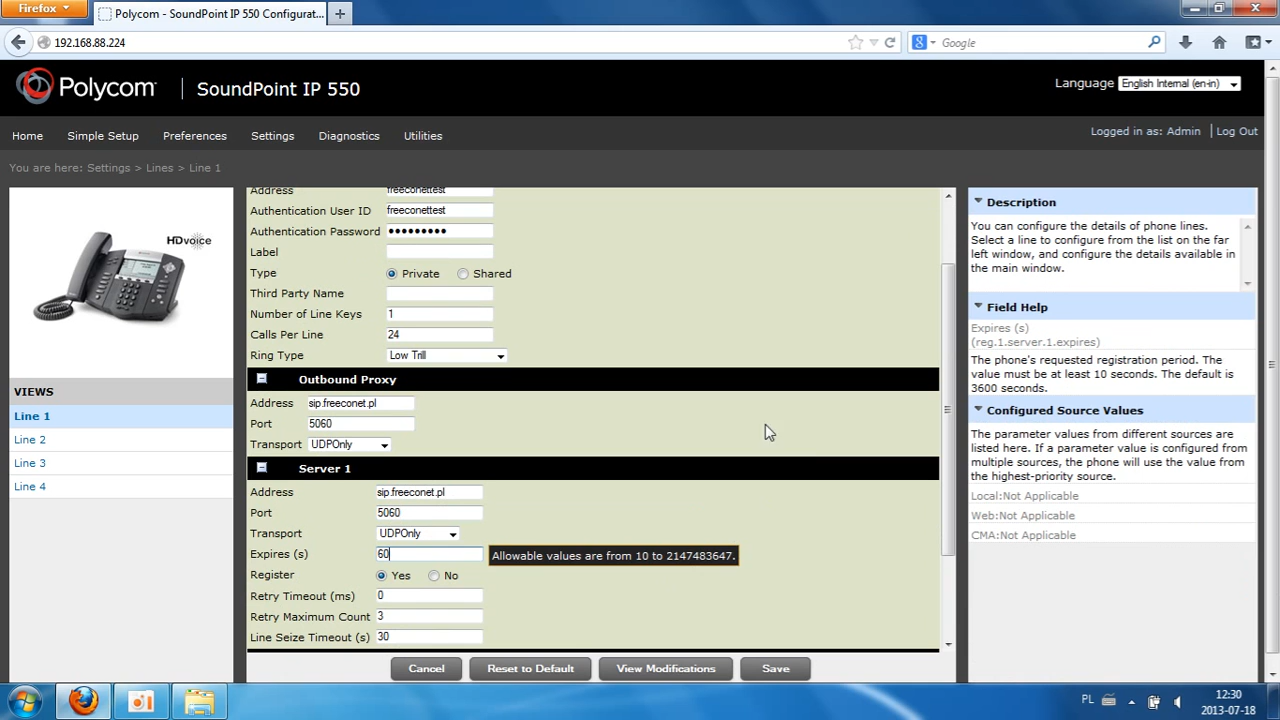 Firefox
Polycom - SoundPoint IP 550 Configurat...
192.168.88.224
Google
Polycom
SoundPoint IP 550
Language English Internal (en-in)
Home Simple Setup Preferences Settings Diagnostics Utilities
Logged in as: Admin | Log Out
You are here: Settings > Lines > Line 1
HDvoice
VIEWS
Line 1
Line 2
Line 3
Line 4
Address freeconettest
Authentication User ID freeconettest
Authentication Password •••••••••
Label
Type Private Shared
Third Party Name
Number of Line Keys 1
Calls Per Line 24
Ring Type Low Trill
Outbound Proxy
Address sip.freeconet.pl
Port 5060
Transport UDPOnly
Server 1
Address sip.freeconet.pl
Port 5060
Transport UDPOnly
Expires (s) 60 Allowable values are from 10 to 2147483647.
Register Yes No
Retry Timeout (ms) 0
Retry Maximum Count 3
Line Seize Timeout (s) 30
Cancel Reset to Default View Modifications Save
Description
You can configure the details of phone lines.
Select a line to configure from the list on the far
left window, and configure the details available in
the main window.
Field Help
Expires (s)
(reg.1.server.1.expires)
The phone's requested registration period. The
value must be at least 10 seconds. The default is
3600 seconds.
Configured Source Values
The parameter values from different sources are
listed here. If a parameter value is configured from
multiple sources, the phone will use the value from
the highest-priority source.
Local:Not Applicable
Web:Not Applicable
CMA:Not Applicable
PL
12:30
2013-07-18